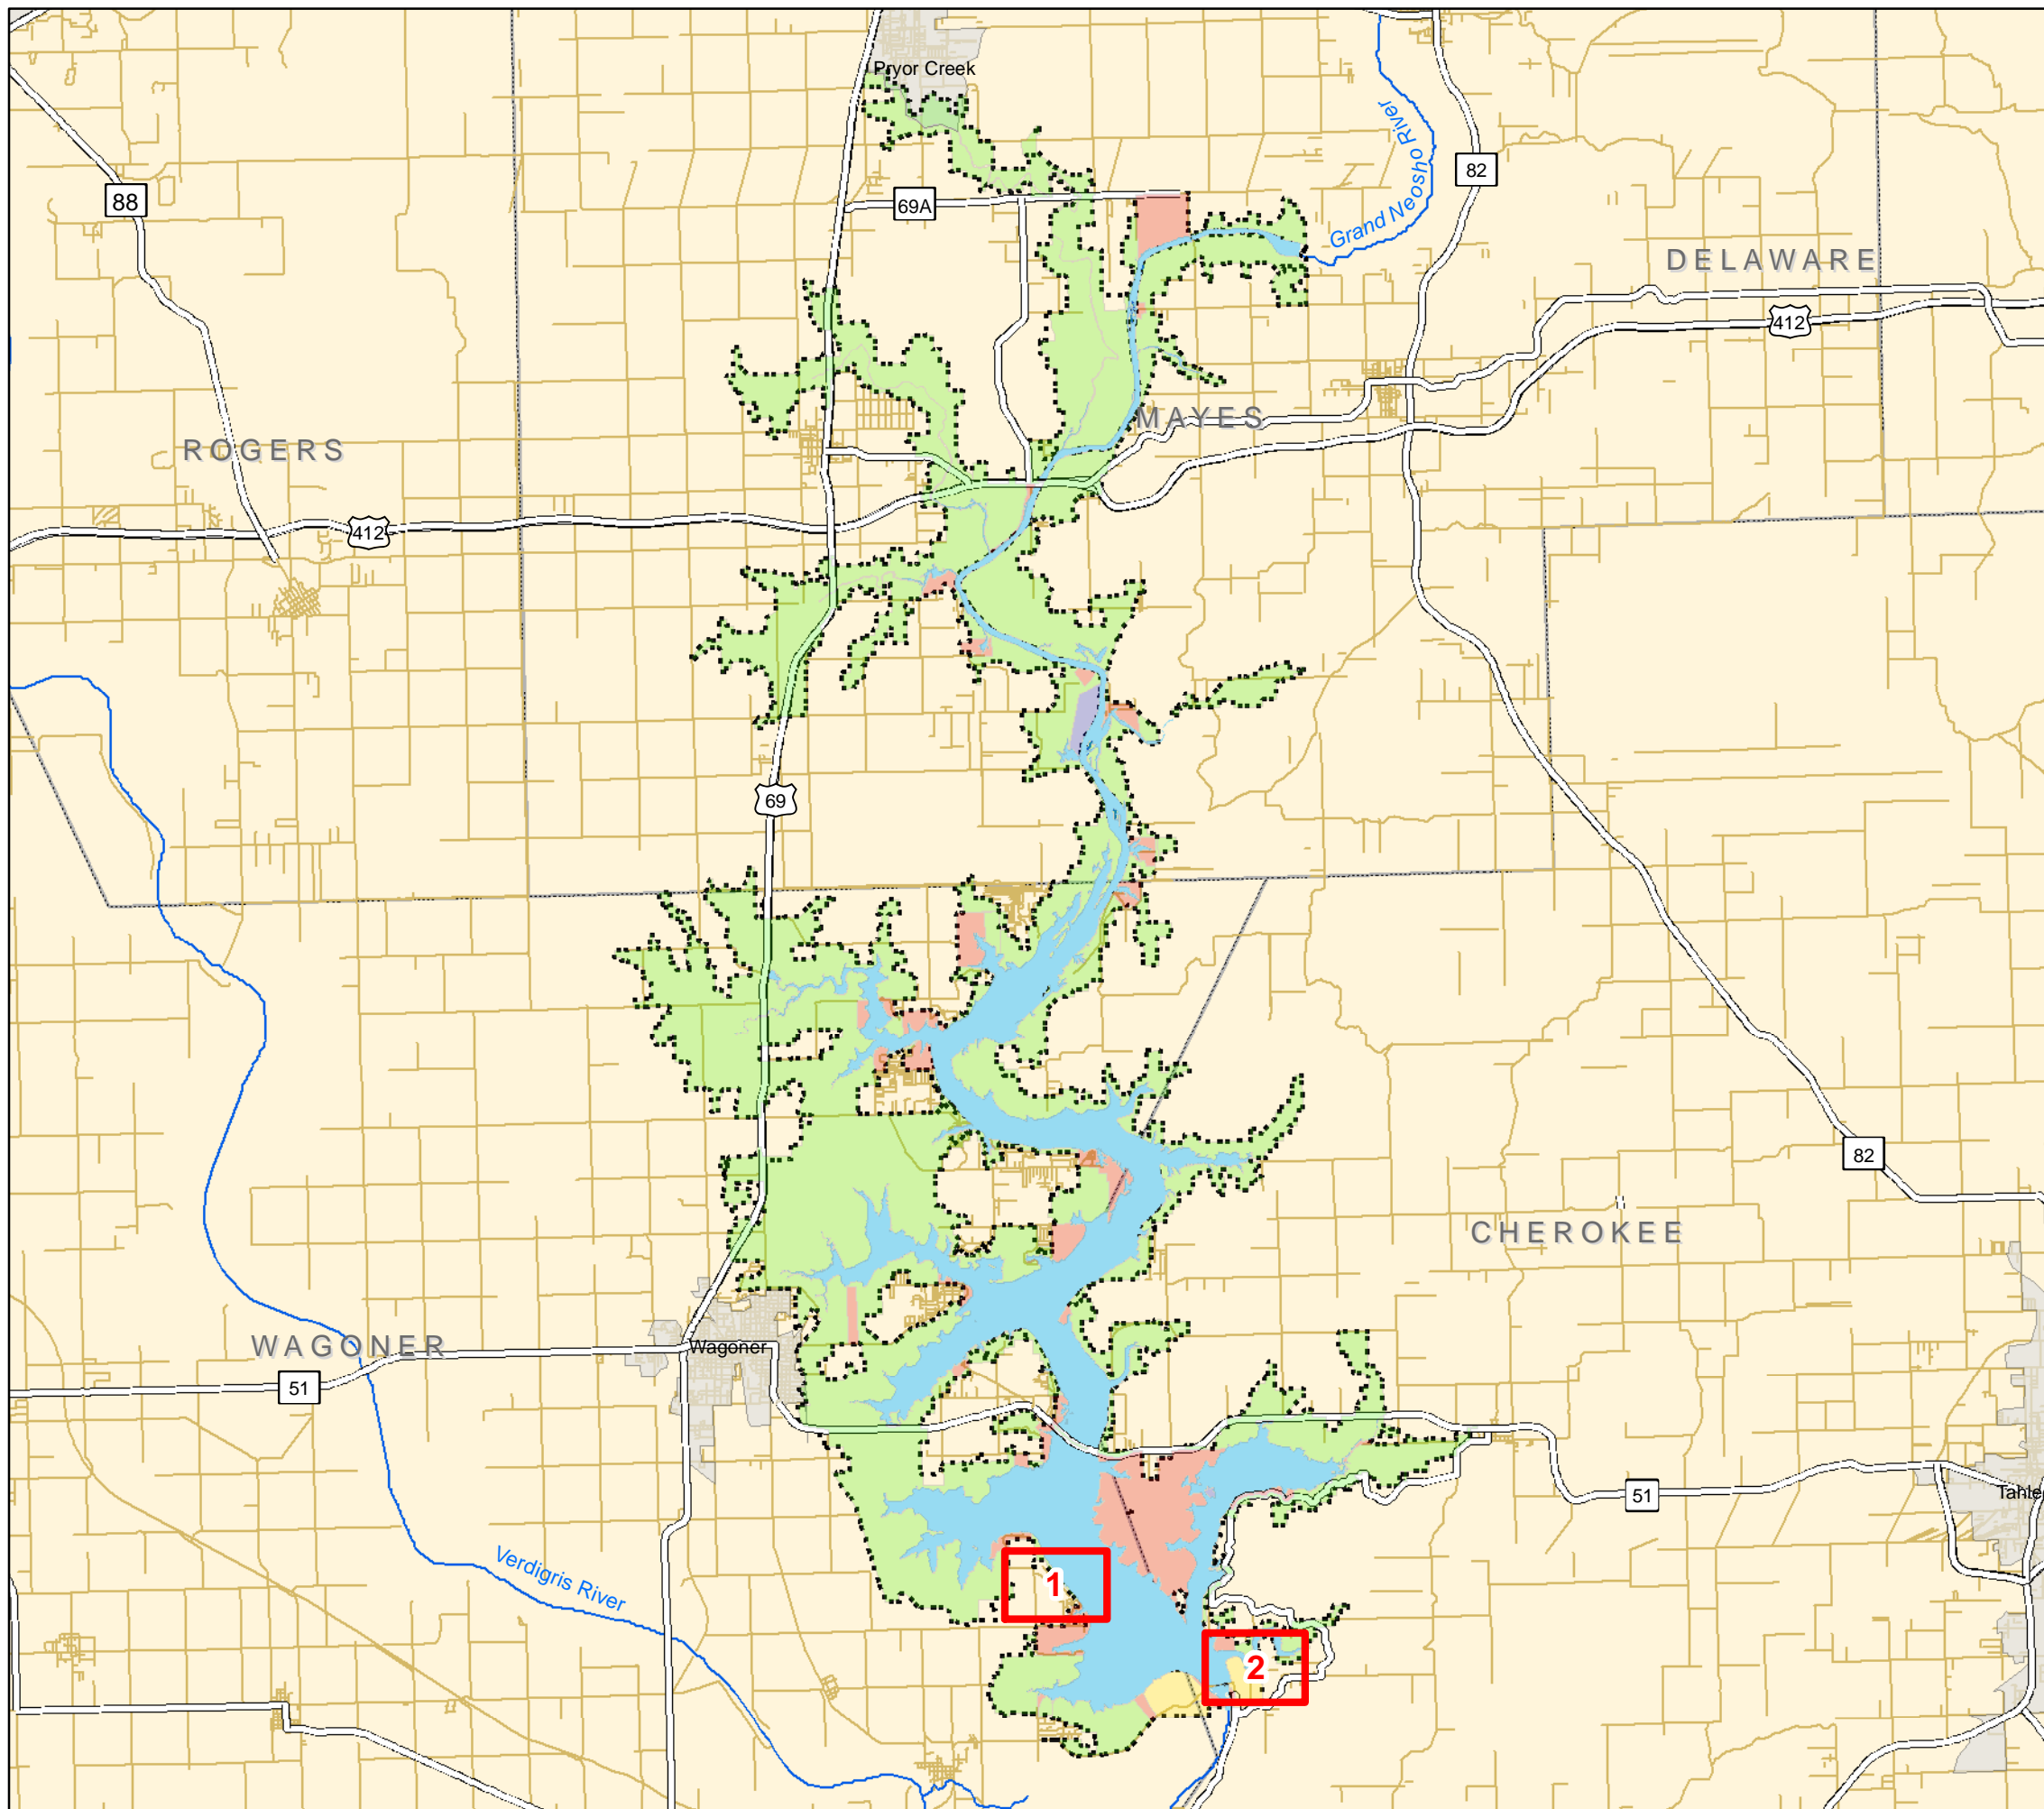 Pryor Creek
Grand Neosho River
82
88
69A
DELAWARE
412
MAYES
ROGERS
412
69
82
CHEROKEE
WAGONER
Wagoner
51
51
Tahle
Verdigris River
1
2